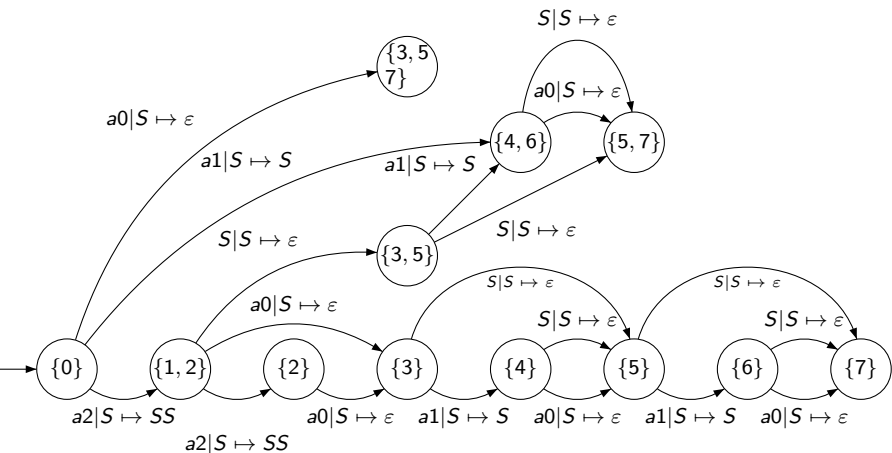 S|S ↦ ε
{3, 5
7}
a0|S ↦ ε
a0|S ↦ ε
{4, 6}
{5, 7}
a1|S ↦ S
a1|S ↦ S
S|S ↦ ε
S|S ↦ ε
{3, 5}
S|S ↦ ε
S|S ↦ ε
a0|S ↦ ε
S|S ↦ ε
S|S ↦ ε
{0}
{1, 2}
{2}
{3}
{4}
{5}
{6}
{7}
a2|S ↦ SS
a0|S ↦ ε
a1|S ↦ S
a0|S ↦ ε
a1|S ↦ S
a0|S ↦ ε
a2|S ↦ SS